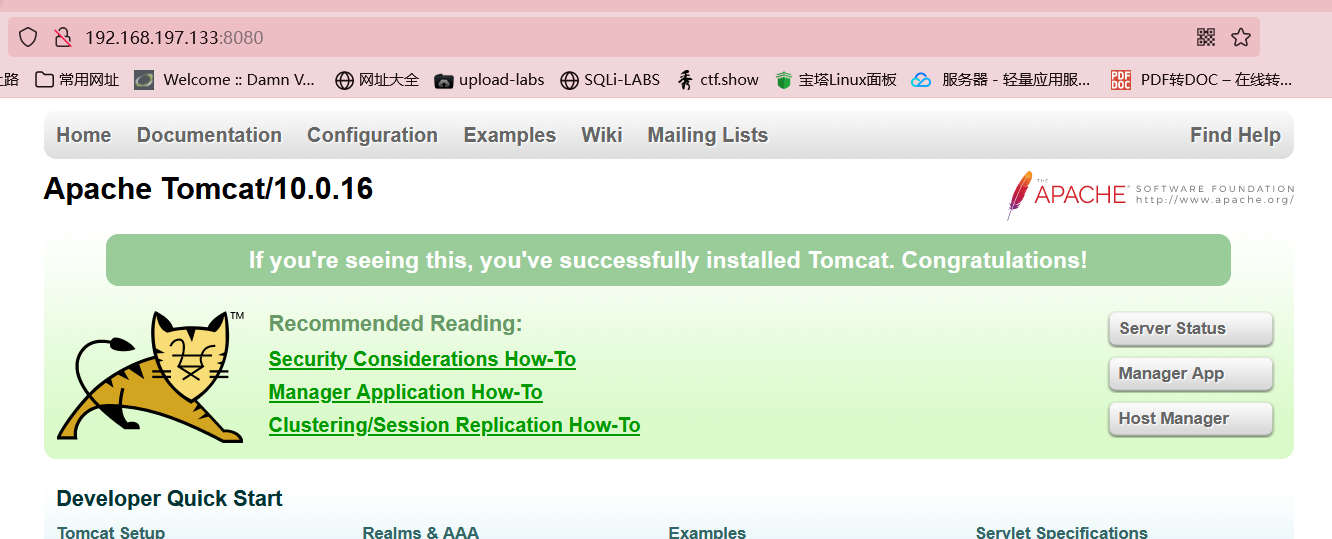 192.168.197.133:8080
上路 常用网址 Welcome :: Damn V... 网址大全 upload-labs SQLi-LABS ctf.show 宝塔Linux面板 服务器 - 轻量应用服... PDF DOC PDF转DOC – 在线转...
Home Documentation Configuration Examples Wiki Mailing Lists Find Help
Apache Tomcat/10.0.16
THE APACHE® SOFTWARE FOUNDATION
http://www.apache.org/
If you're seeing this, you've successfully installed Tomcat. Congratulations!
TM
Recommended Reading:
Security Considerations How-To
Manager Application How-To
Clustering/Session Replication How-To
Server Status
Manager App
Host Manager
Developer Quick Start
Tomcat Setup Realms & AAA Examples Servlet Specifications